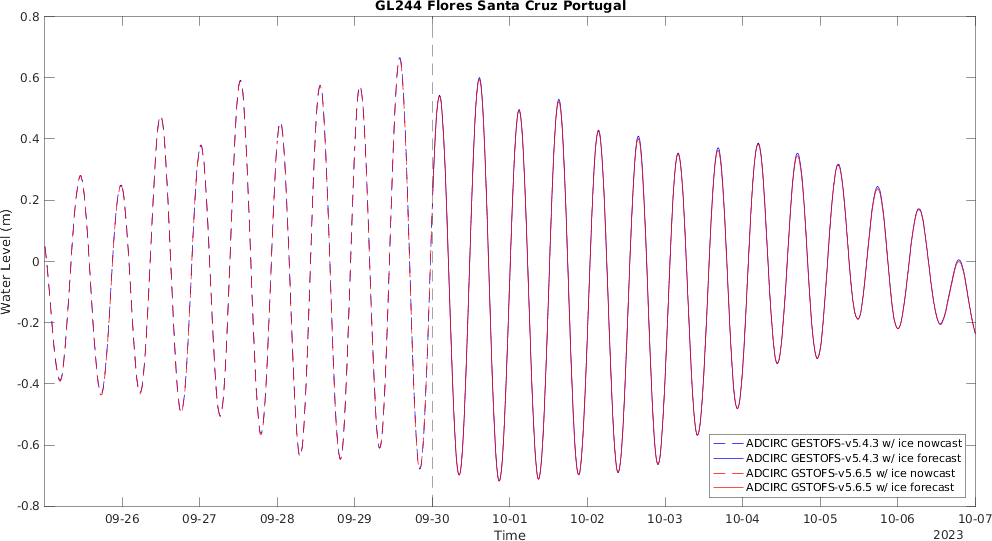 GL244 Flores Santa Cruz Portugal
0.8
0.6
0.4
0.2
0
-0.2
-0.4
-0.6
-0.8
Water Level (m)
ADCIRC GESTOFS-v5.4.3 w/ ice nowcast
ADCIRC GESTOFS-v5.4.3 w/ ice forecast
ADCIRC GSTOFS-v5.6.5 w/ ice nowcast
ADCIRC GSTOFS-v5.6.5 w/ ice forecast
09-26 09-27 09-28 09-29 09-30 10-01 10-02 10-03 10-04 10-05 10-06 10-07
Time
2023